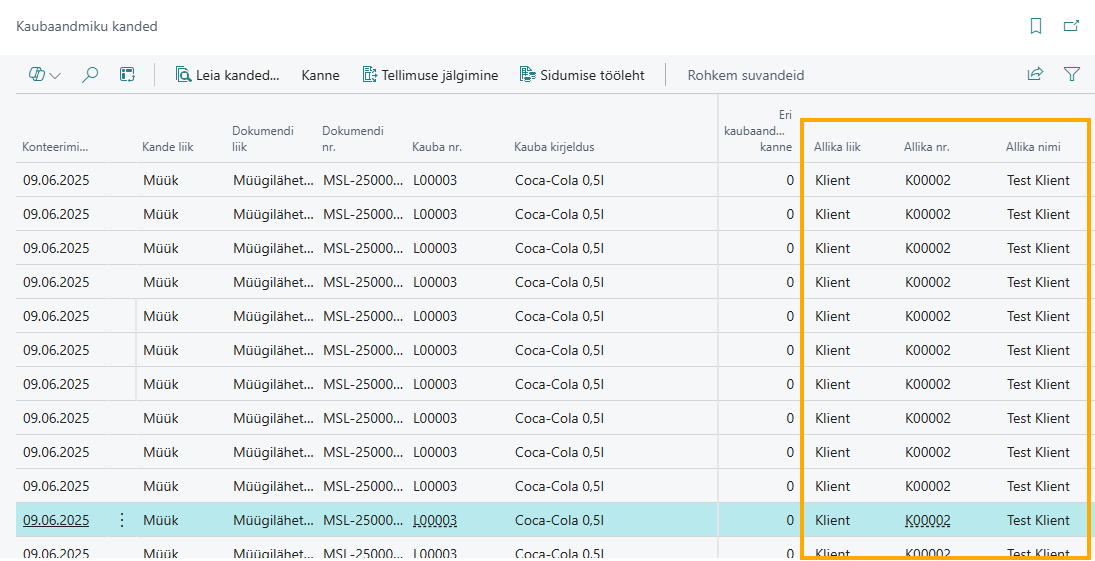 Kaubaandmiku kanded
Leia kanded... Kanne Tellimuse jälgimine Sidumise tööleht Rohkem suvandeid
Konteerimi... Kande liik Dokumendi liik Dokumendi nr. Kauba nr. Kauba kirjeldus Eri kaubaand... kanne Allika liik Allika nr. Allika nimi
09.06.2025 Müük Müügilähet... MSL-25000... L00003 Coca-Cola 0,5l 0 Klient K00002 Test Klient
09.06.2025 Müük Müügilähet... MSL-25000... L00003 Coca-Cola 0,5l 0 Klient K00002 Test Klient
09.06.2025 Müük Müügilähet... MSL-25000... L00003 Coca-Cola 0,5l 0 Klient K00002 Test Klient
09.06.2025 Müük Müügilähet... MSL-25000... L00003 Coca-Cola 0,5l 0 Klient K00002 Test Klient
09.06.2025 Müük Müügilähet... MSL-25000... L00003 Coca-Cola 0,5l 0 Klient K00002 Test Klient
09.06.2025 Müük Müügilähet... MSL-25000... L00003 Coca-Cola 0,5l 0 Klient K00002 Test Klient
09.06.2025 Müük Müügilähet... MSL-25000... L00003 Coca-Cola 0,5l 0 Klient K00002 Test Klient
09.06.2025 Müük Müügilähet... MSL-25000... L00003 Coca-Cola 0,5l 0 Klient K00002 Test Klient
09.06.2025 Müük Müügilähet... MSL-25000... L00003 Coca-Cola 0,5l 0 Klient K00002 Test Klient
09.06.2025 Müük Müügilähet... MSL-25000... L00003 Coca-Cola 0,5l 0 Klient K00002 Test Klient
09.06.2025 Müük Müügilähet... MSL-25000... L00003 Coca-Cola 0,5l 0 Klient K00002 Test Klient
09.06.2025 Müük Müügilähet... MSL-25000... L00003 Coca-Cola 0,5l 0 Klient K00002 Test Klient